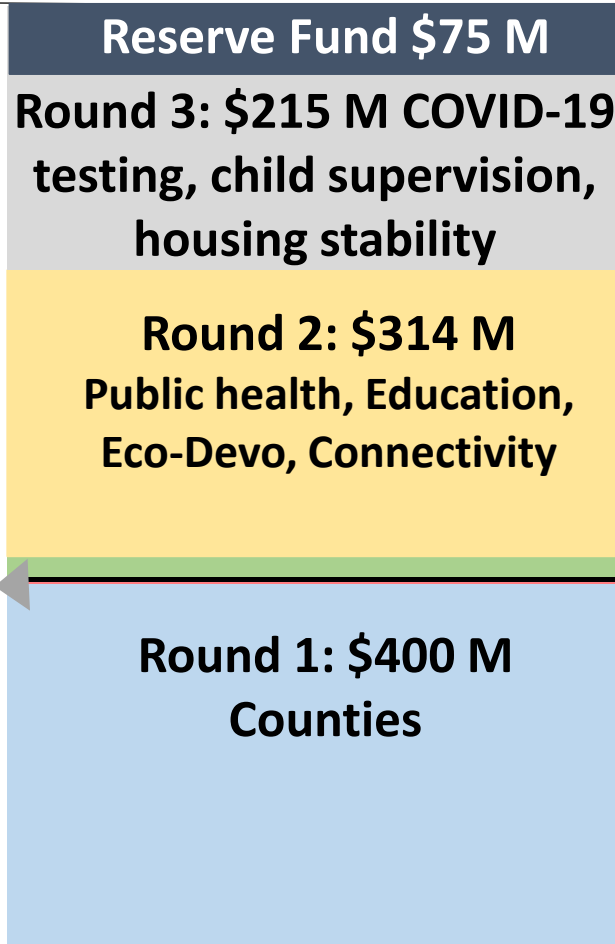 Reserve Fund $75 M
Round 3: $215 M COVID-19
testing, child supervision,
housing stability
Round 2: $314 M
Public health, Education,
Eco-Devo, Connectivity
Round 1: $400 M
Counties